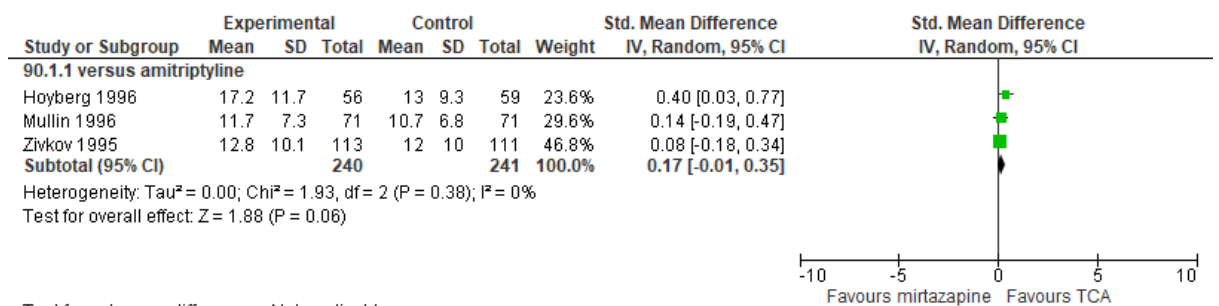 Experimental Control Std. Mean Difference Std. Mean Difference
Study or Subgroup Mean SD Total Mean SD Total Weight IV, Random, 95% CI IV, Random, 95% CI
90.1.1 versus amitriptyline
Hoyberg 1996 17.2 11.7 56 13 9.3 59 23.6% 0.40 [0.03, 0.77]
Mullin 1996 11.7 7.3 71 10.7 6.8 71 29.6% 0.14 [-0.19, 0.47]
Zivkov 1995 12.8 10.1 113 12 10 111 46.8% 0.08 [-0.18, 0.34]
Subtotal (95% CI) 240 241 100.0% 0.17 [-0.01, 0.35]
Heterogeneity: Tau² = 0.00; Chi² = 1.93, df = 2 (P = 0.38); I² = 0%
Test for overall effect: Z = 1.88 (P = 0.06)
-10 -5 0 5 10
Favours mirtazapine Favours TCA